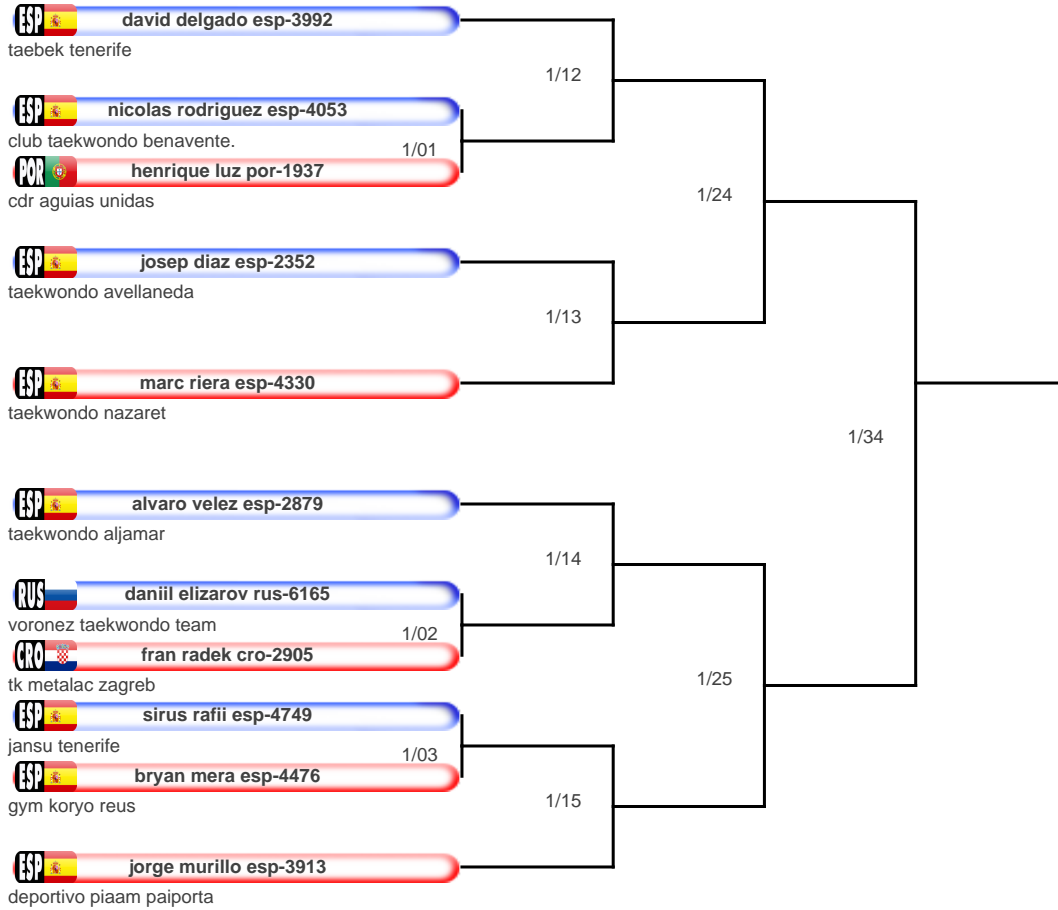 ESP david delgado esp-3992
taebek tenerife
1/12
ESP nicolas rodriguez esp-4053
club taekwondo benavente.
1/01
POR henrique luz por-1937
cdr aguias unidas
1/24
ESP josep diaz esp-2352
taekwondo avellaneda
1/13
ESP marc riera esp-4330
taekwondo nazaret
1/34
ESP alvaro velez esp-2879
taekwondo aljamar
1/14
RUS daniil elizarov rus-6165
voronez taekwondo team
1/02
CRO fran radek cro-2905
tk metalac zagreb
1/25
ESP sirus rafii esp-4749
jansu tenerife
1/03
ESP bryan mera esp-4476
gym koryo reus
1/15
ESP jorge murillo esp-3913
deportivo piaam paiporta